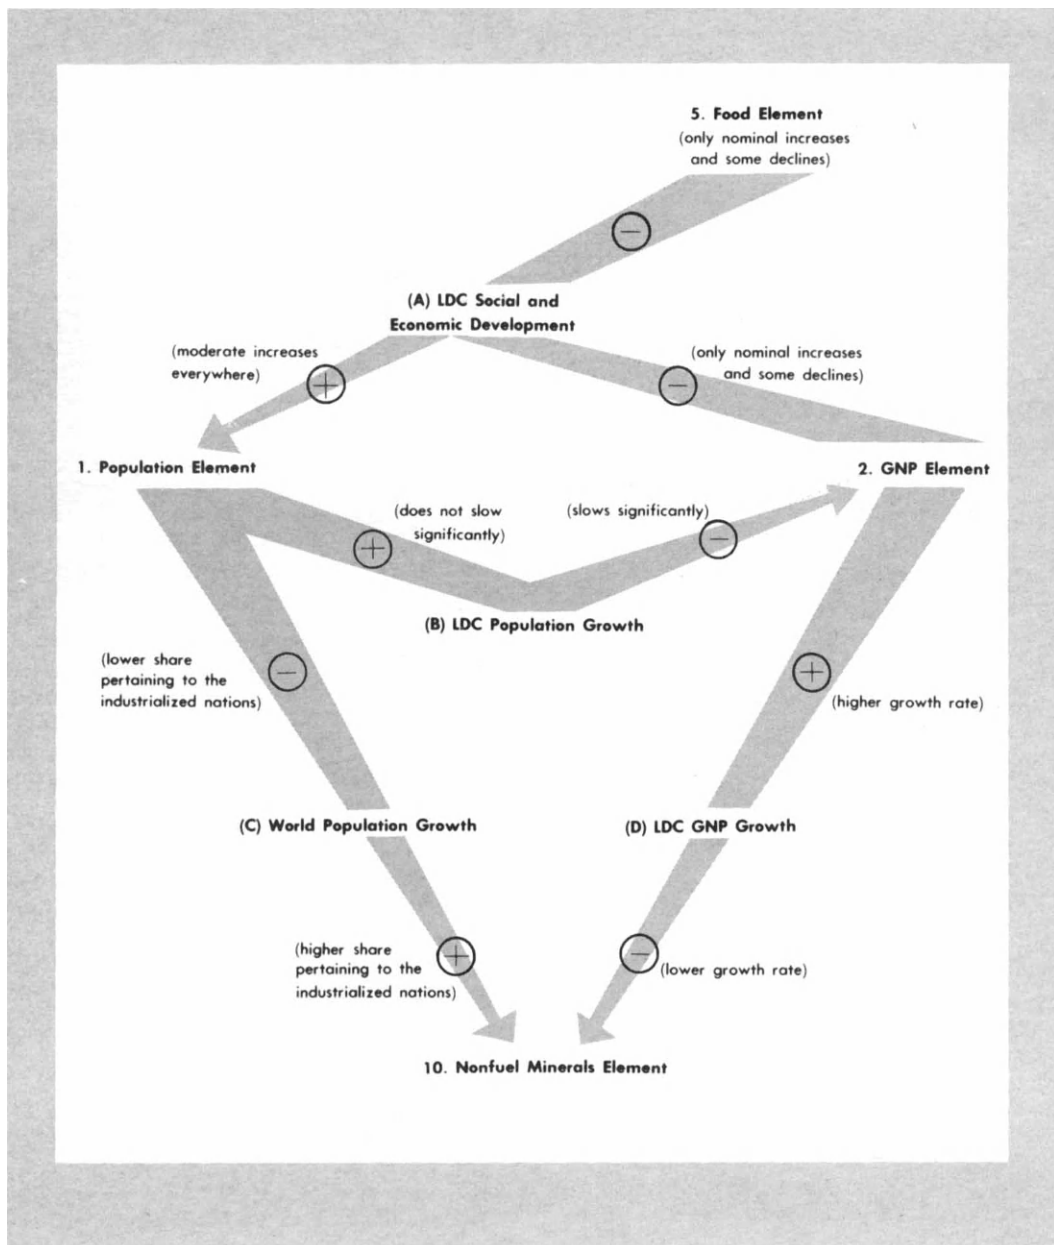 5. Food Element
(only nominal increases
and some declines)
−
(A) LDC Social and
Economic Development
(moderate increases
everywhere)
+
(only nominal increases
and some declines)
−
1. Population Element
2. GNP Element
(does not slow
significantly)
+
(slows significantly)
−
(B) LDC Population Growth
(lower share
pertaining to the
industrialized nations)
−
+
(higher growth rate)
(C) World Population Growth
(D) LDC GNP Growth
(higher share
pertaining to the
industrialized nations)
+
−
(lower growth rate)
10. Nonfuel Minerals Element